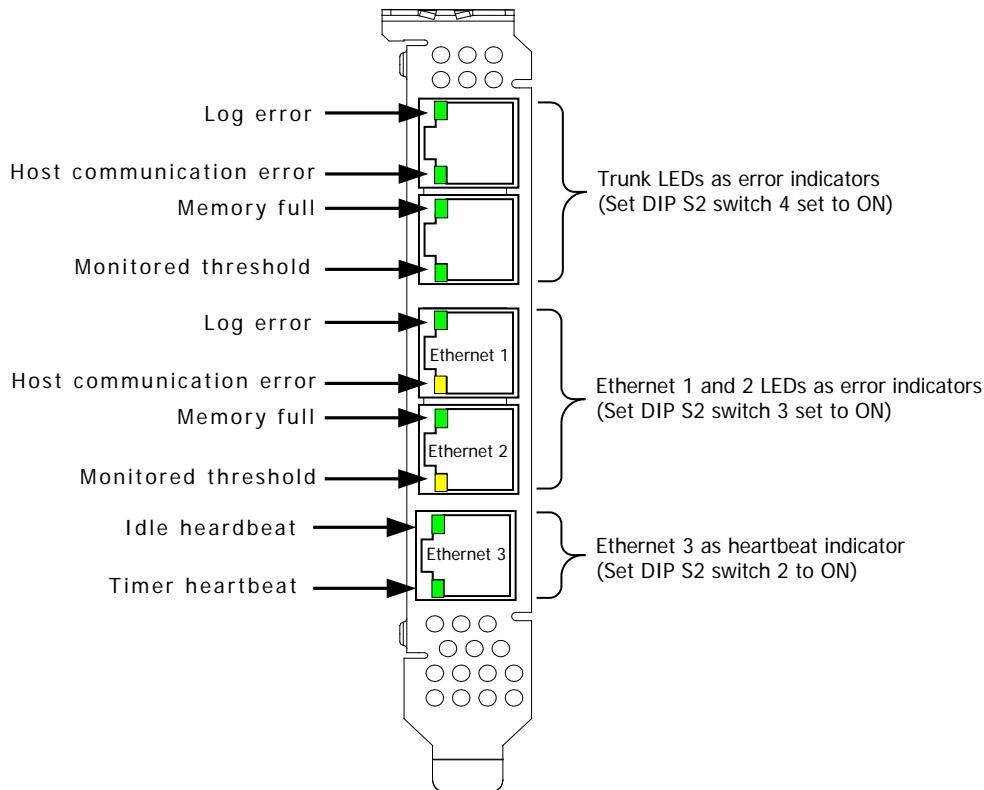 Log error
Host communication error
Memory full
Monitored threshold
Trunk LEDs as error indicators
(Set DIP S2 switch 4 set to ON)
Log error
Host communication error
Memory full
Monitored threshold
Ethernet 1
Ethernet 2
Ethernet 1 and 2 LEDs as error indicators
(Set DIP S2 switch 3 set to ON)
Idle heardbeat
Timer heartbeat
Ethernet 3
Ethernet 3 as heartbeat indicator
(Set DIP S2 switch 2 to ON)